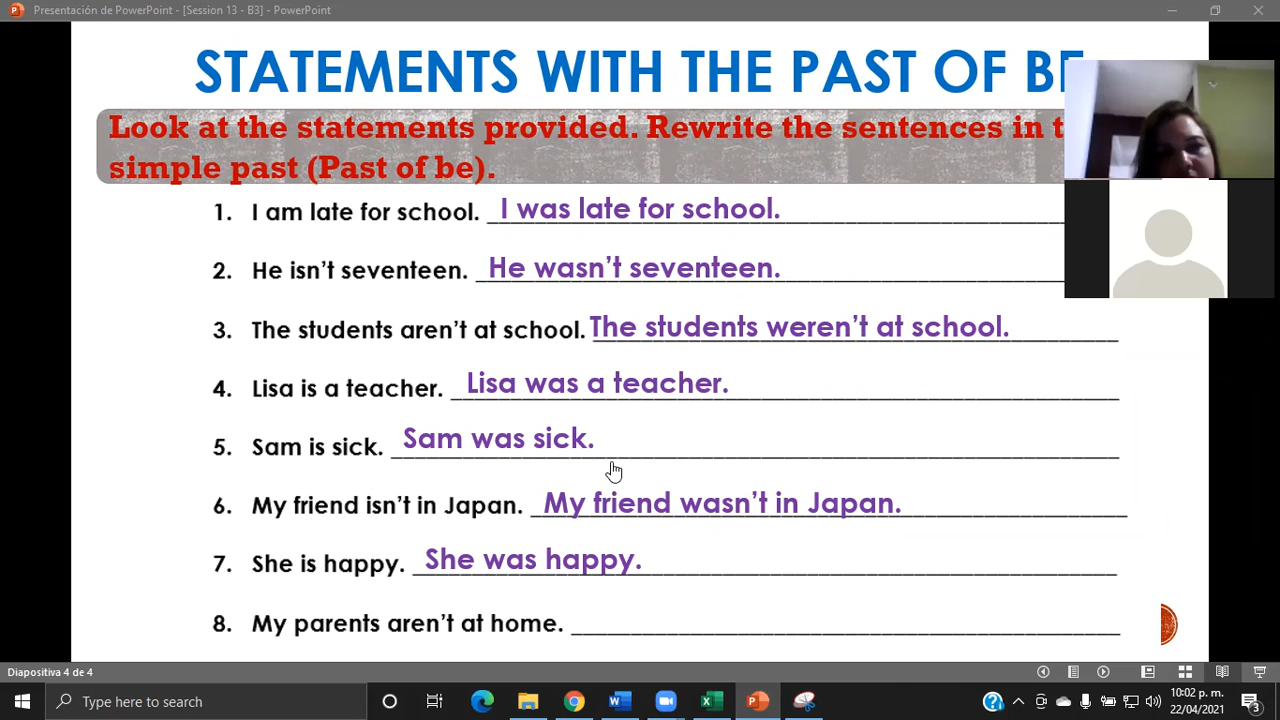 Presentación de PowerPoint - [Session 13 - B3] - PowerPoint
STATEMENTS WITH THE PAST OF BE
Look at the statements provided. Rewrite the sentences in t
simple past (Past of be).
1. I am late for school. I was late for school.
2. He isn't seventeen. He wasn't seventeen.
3. The students aren't at school. The students weren't at school.
4. Lisa is a teacher. Lisa was a teacher.
5. Sam is sick. Sam was sick.
6. My friend isn't in Japan. My friend wasn't in Japan.
7. She is happy. She was happy.
8. My parents aren't at home.
Diapositiva 4 de 4
Type here to search
10:02 p. m.
22/04/2021
3